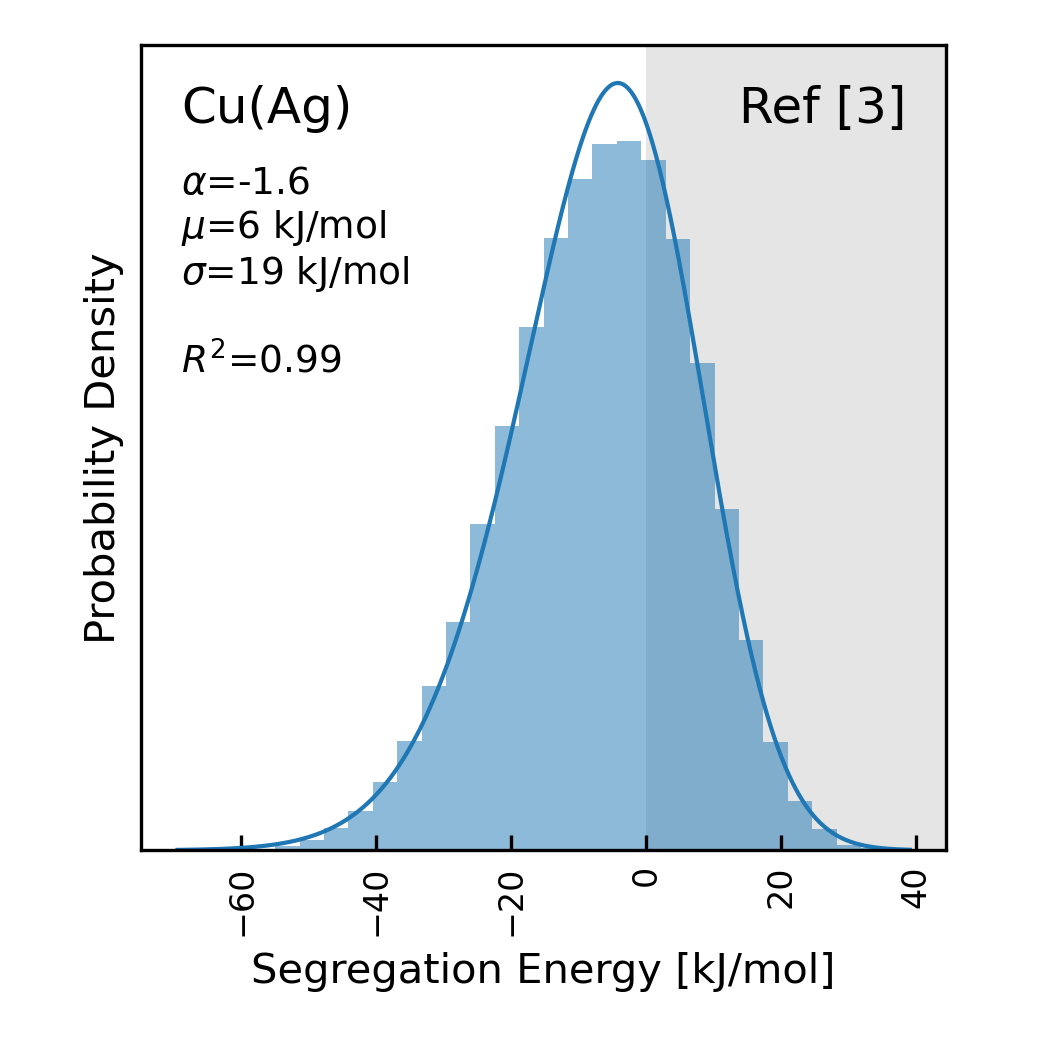 Cu(Ag)
Ref [3]
α=-1.6
μ=6 kJ/mol
σ=19 kJ/mol
R²=0.99
Probability Density
−60
−40
−20
0
20
40
Segregation Energy [kJ/mol]